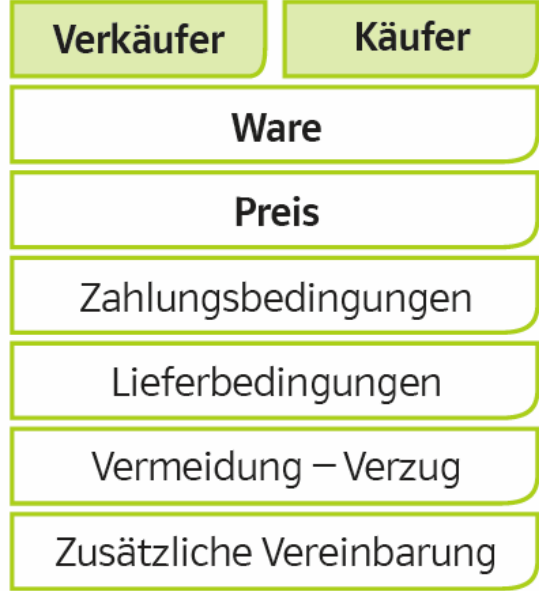 Verkäufer
Käufer
Ware
Preis
Zahlungsbedingungen
Lieferbedingungen
Vermeidung – Verzug
Zusätzliche Vereinbarung